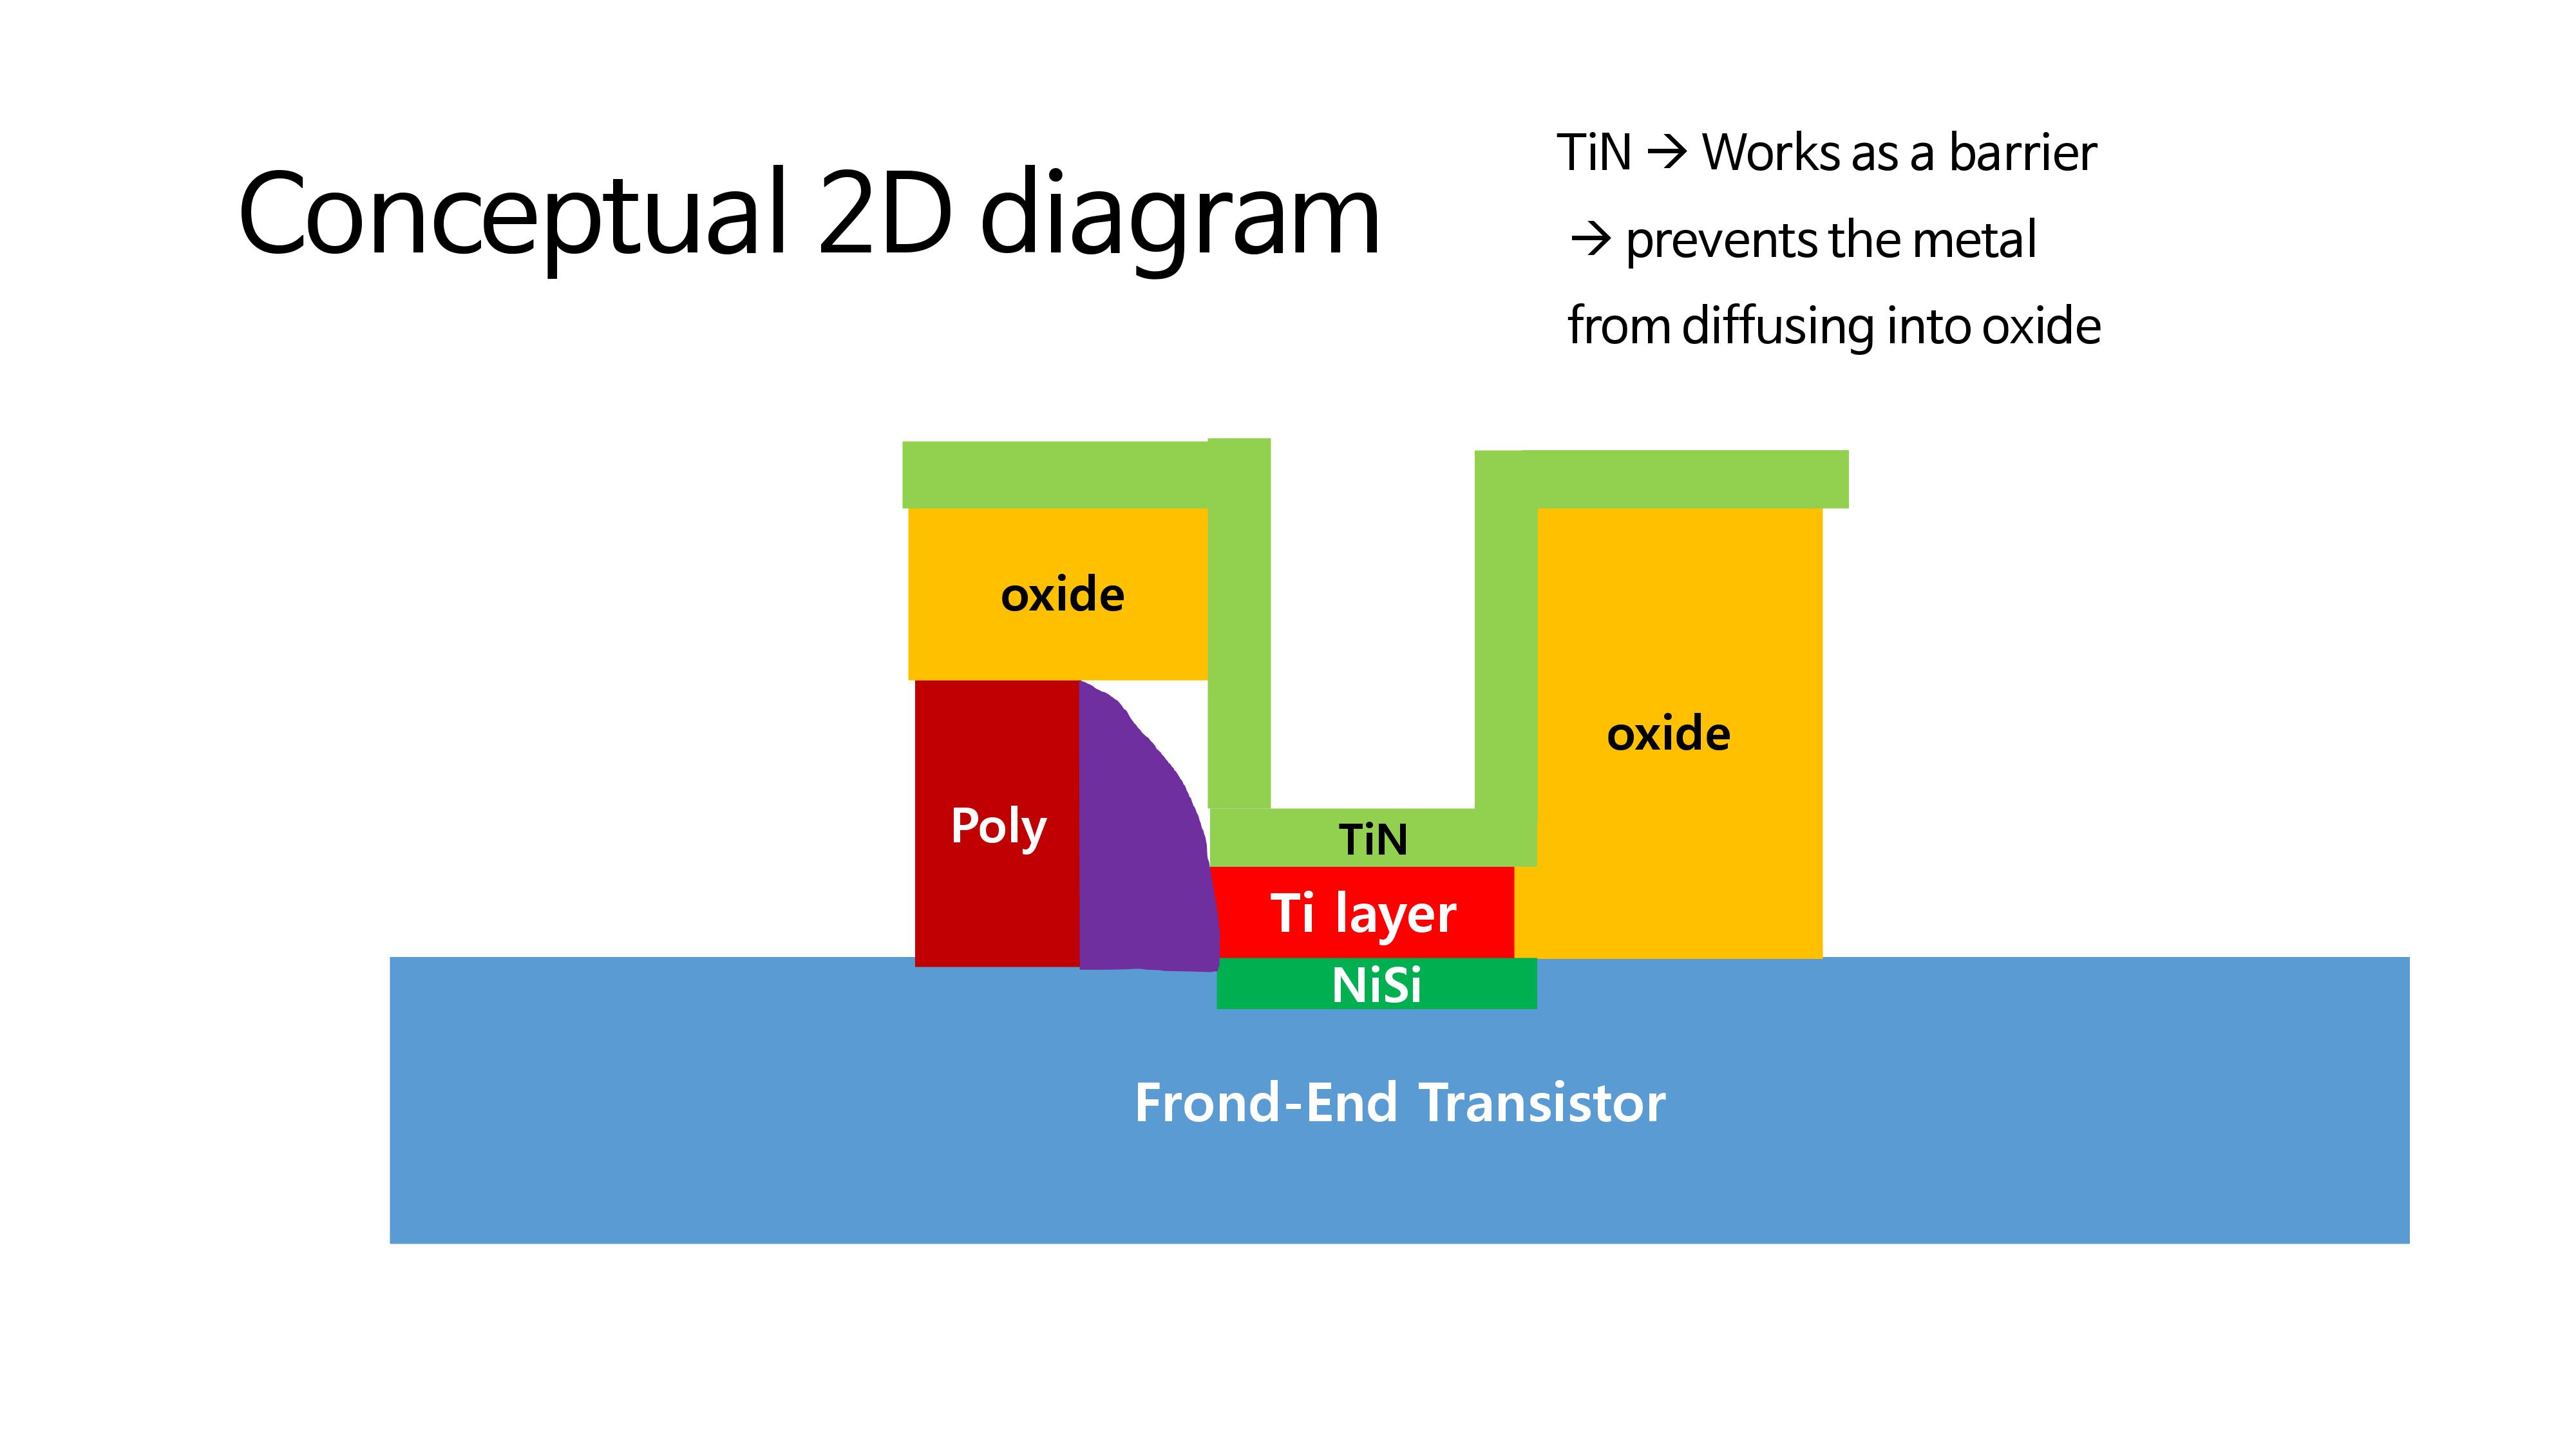 Conceptual 2D diagram
TiN → Works as a barrier
→ prevents the metal
from diffusing into oxide
oxide
oxide
Poly
TiN
Ti layer
NiSi
Frond-End Transistor